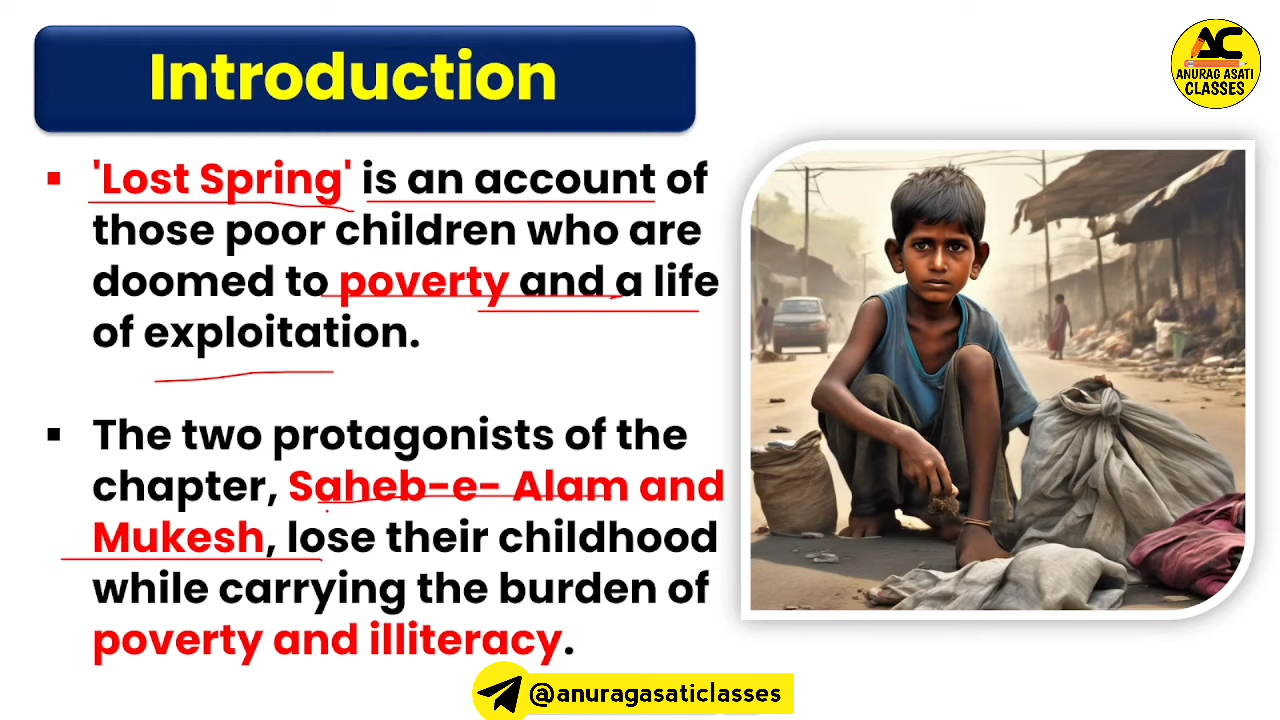 Introduction
AC
ANURAG ASATI
CLASSES
'Lost Spring' is an account of
those poor children who are
doomed to poverty and a life
of exploitation.
The two protagonists of the
chapter, Saheb-e- Alam and
Mukesh, lose their childhood
while carrying the burden of
poverty and illiteracy.
@anuragasaticlasses